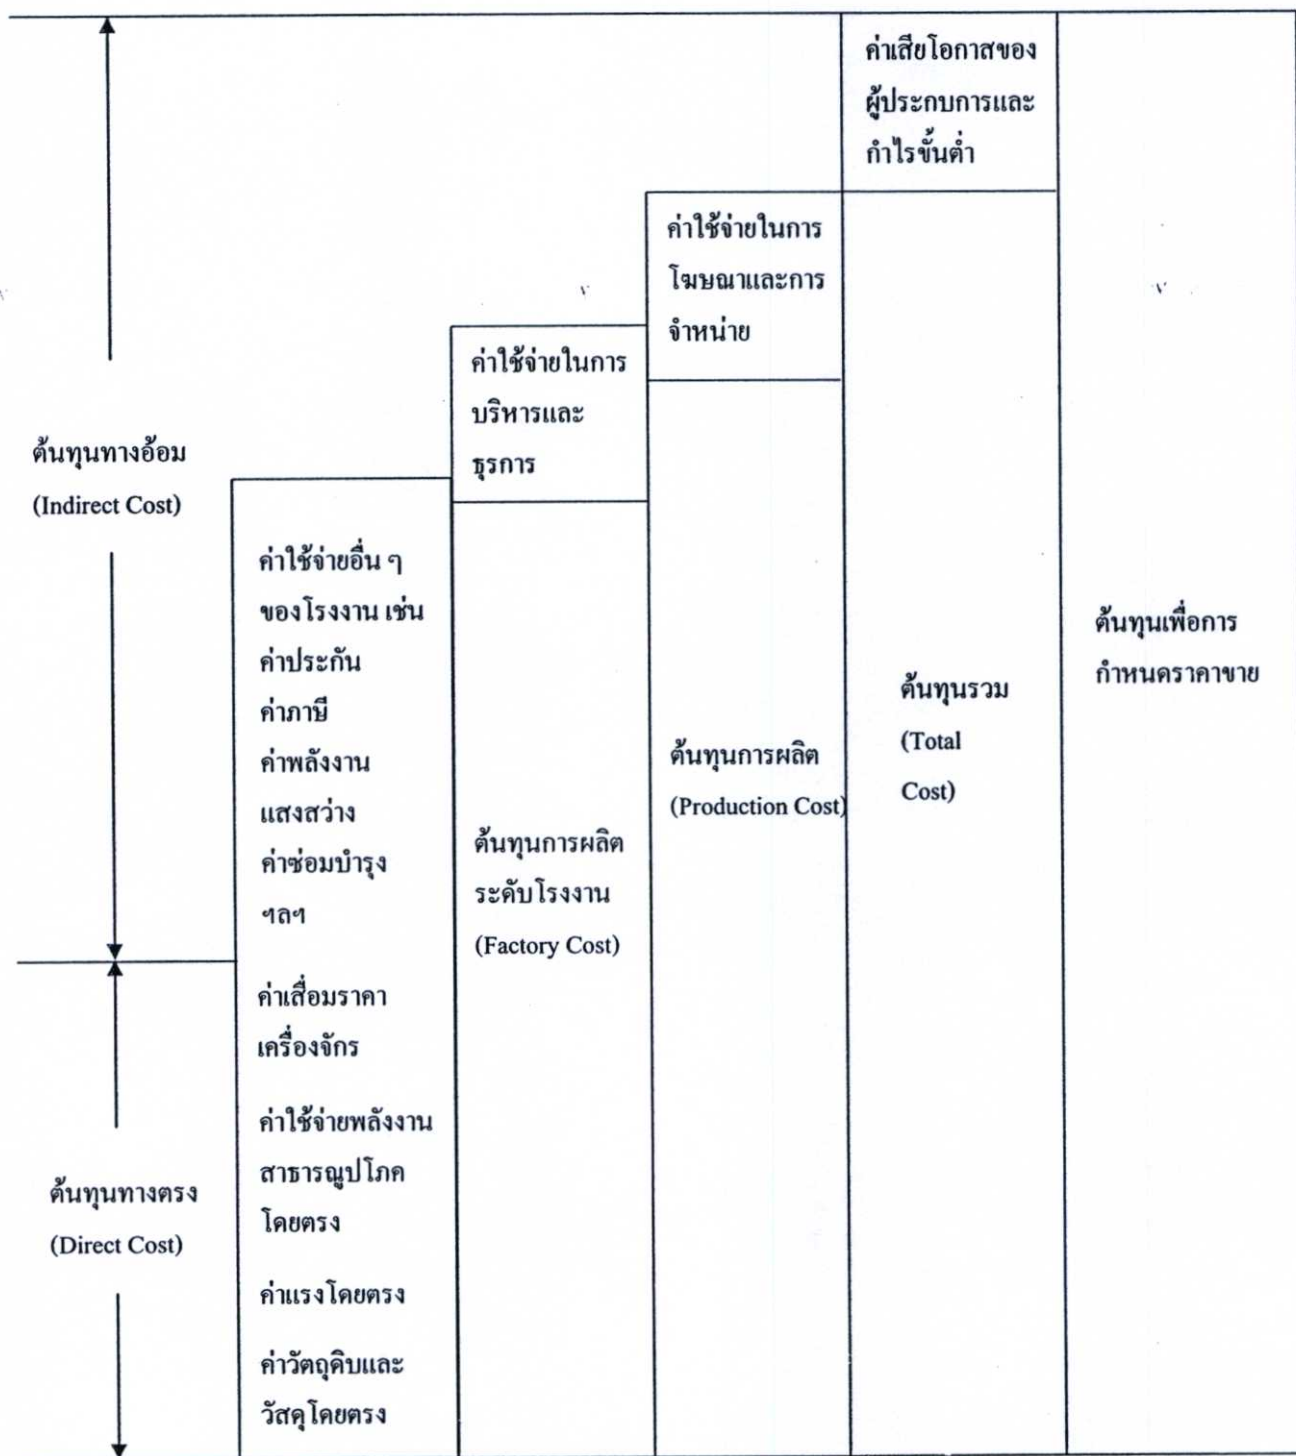 ต้นทุนทางอ้อม
(Indirect Cost)
ต้นทุนทางตรง
(Direct Cost)
ค่าใช้จ่ายอื่น ๆ
ของโรงงาน เช่น
ค่าประกัน
ค่าภาษี
ค่าพลังงาน
แสงสว่าง
ค่าซ่อมบำรุง
ฯลฯ
ค่าเสื่อมราคา
เครื่องจักร
ค่าใช้จ่ายพลังงาน
สาธารณูปโภค
โดยตรง
ค่าแรงโดยตรง
ค่าวัตถุดิบและ
วัสดุโดยตรง
ค่าใช้จ่ายในการ
บริหารและ
ธุรการ
ต้นทุนการผลิต
ระดับโรงงาน
(Factory Cost)
ค่าใช้จ่ายในการ
โฆษณาและการ
จำหน่าย
ต้นทุนการผลิต
(Production Cost)
ค่าเสียโอกาสของ
ผู้ประกบการและ
กำไรขั้นต่ำ
ต้นทุนรวม
(Total
Cost)
ต้นทุนเพื่อการ
กำหนดราคาขาย